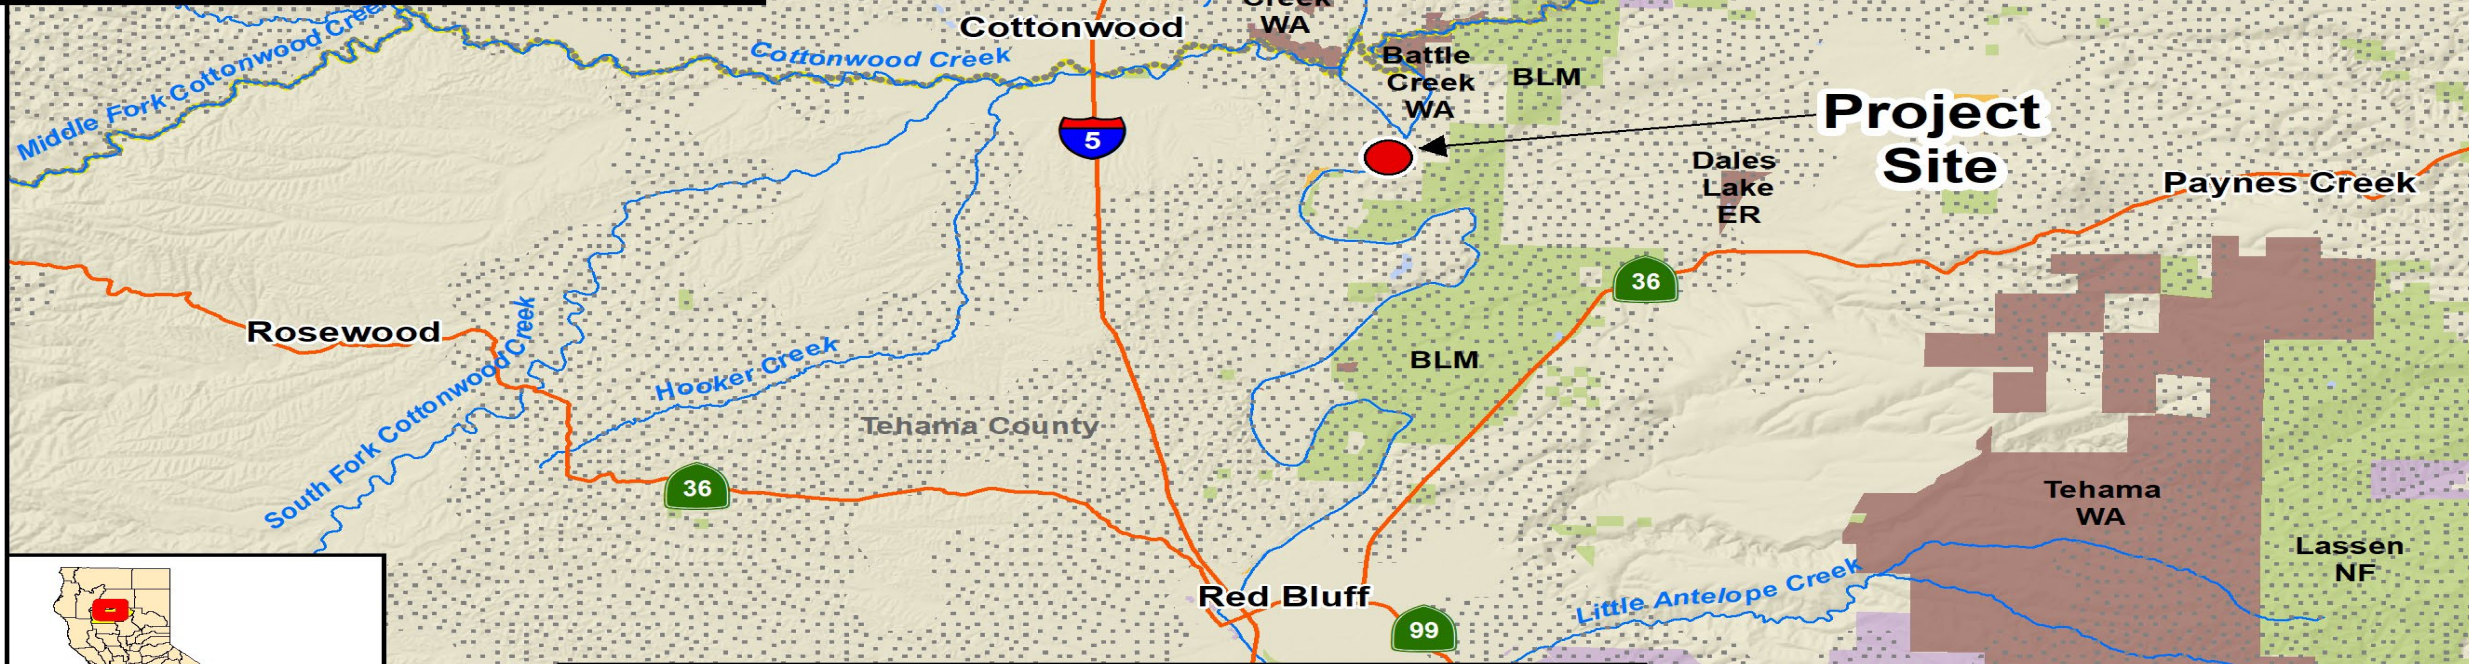 Creek
WA
Cottonwood
Middle Fork Cottonwood Creek
Cottonwood Creek
Battle
Creek
WA
BLM
Project
Site
5
Dales
Lake
ER
Paynes Creek
36
Rosewood
South Fork Cottonwood Creek
Hooker Creek
BLM
Tehama County
36
Tehama
WA
Lassen
NF
Red Bluff
Little Antelope Creek
99